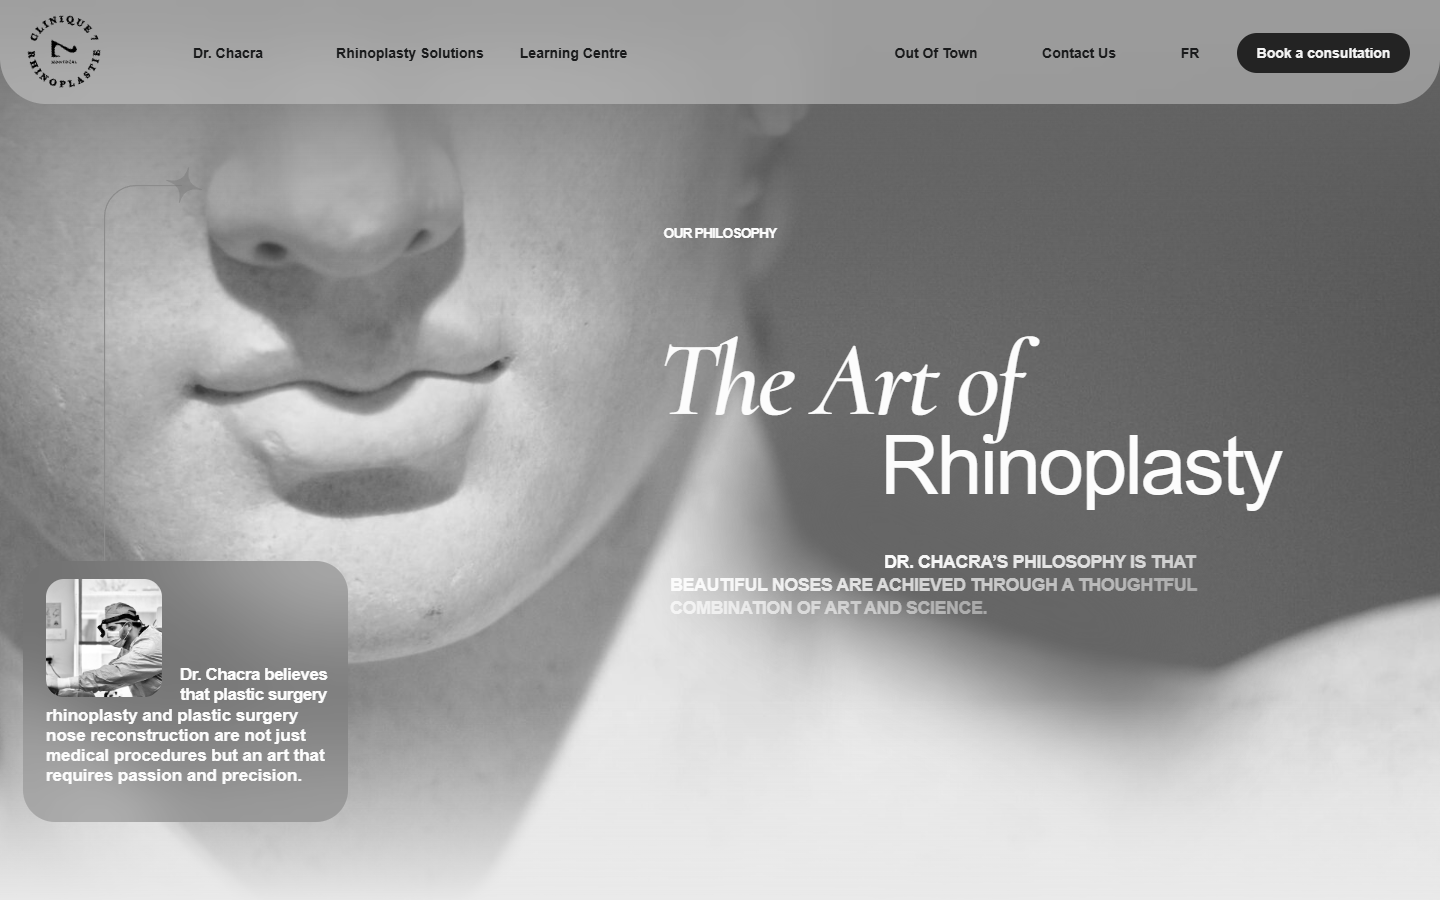 CLINIQUE 7
RHINOPLASTIE
MONTRÉAL
Dr. Chacra
Rhinoplasty Solutions
Learning Centre
Out Of Town
Contact Us
FR
Book a consultation
OUR PHILOSOPHY
The Art of
Rhinoplasty
DR. CHACRA’S PHILOSOPHY IS THAT
BEAUTIFUL NOSES ARE ACHIEVED THROUGH A THOUGHTFUL
COMBINATION OF ART AND SCIENCE.
Dr. Chacra believes
that plastic surgery
rhinoplasty and plastic surgery
nose reconstruction are not just
medical procedures but an art that
requires passion and precision.